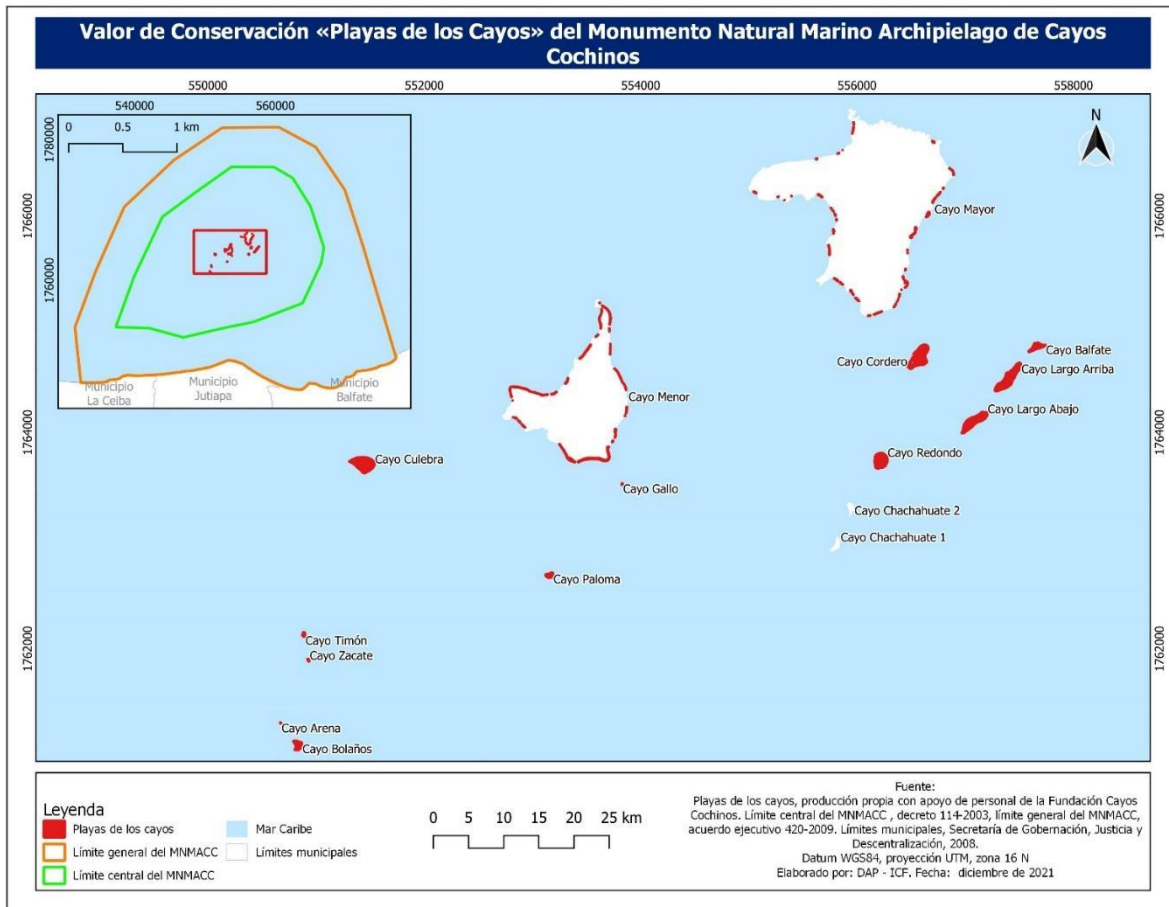 Valor de Conservación «Playas de los Cayos» del Monumento Natural Marino Archipielago de Cayos
Cochinos
550000
552000
554000
556000
558000
540000
560000
0
0.5
1 km
N
1780000
1766000
1760000
1764000
1762000
1766000
1764000
1762000
Municipio
La Ceiba
Municipio
Jutiapa
Municipio
Balfate
Cayo Mayor
Cayo Cordero
Cayo Balfate
Cayo Largo Arriba
Cayo Largo Abajo
Cayo Menor
Cayo Culebra
Cayo Redondo
Cayo Gallo
Cayo Chachahuate 2
Cayo Chachahuate 1
Cayo Paloma
Cayo Timón
Cayo Zacate
Cayo Arena
Cayo Bolaños
Leyenda
Playas de los cayos
Límite general del MNMACC
Límite central del MNMACC
Mar Caribe
Límites municipales
0 5 10 15 20 25 km
Fuente:
Playas de los cayos, producción propia con apoyo de personal de la Fundación Cayos
Cochinos. Límite central del MNMACC , decreto 114-2003, límite general del MNMACC,
acuerdo ejecutivo 420-2009. Límites municipales, Secretaría de Gobernación, Justicia y
Descentralización, 2008.
Datum WGS84, proyección UTM, zona 16 N
Elaborado por: DAP - ICF. Fecha: diciembre de 2021